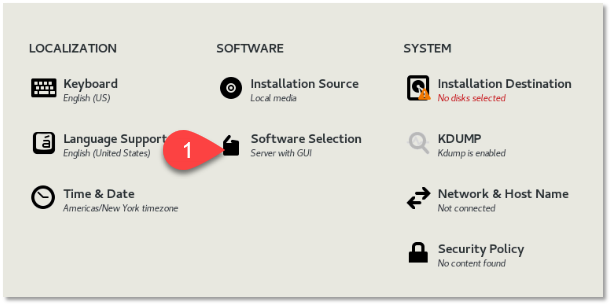 LOCALIZATION
Keyboard
English (US)
á
Language Support
English (United States)
Time & Date
Americas/New York timezone
SOFTWARE
Installation Source
Local media
1
Software Selection
Server with GUI
SYSTEM
Installation Destination
No disks selected
KDUMP
Kdump is enabled
Network & Host Name
Not connected
Security Policy
No content found